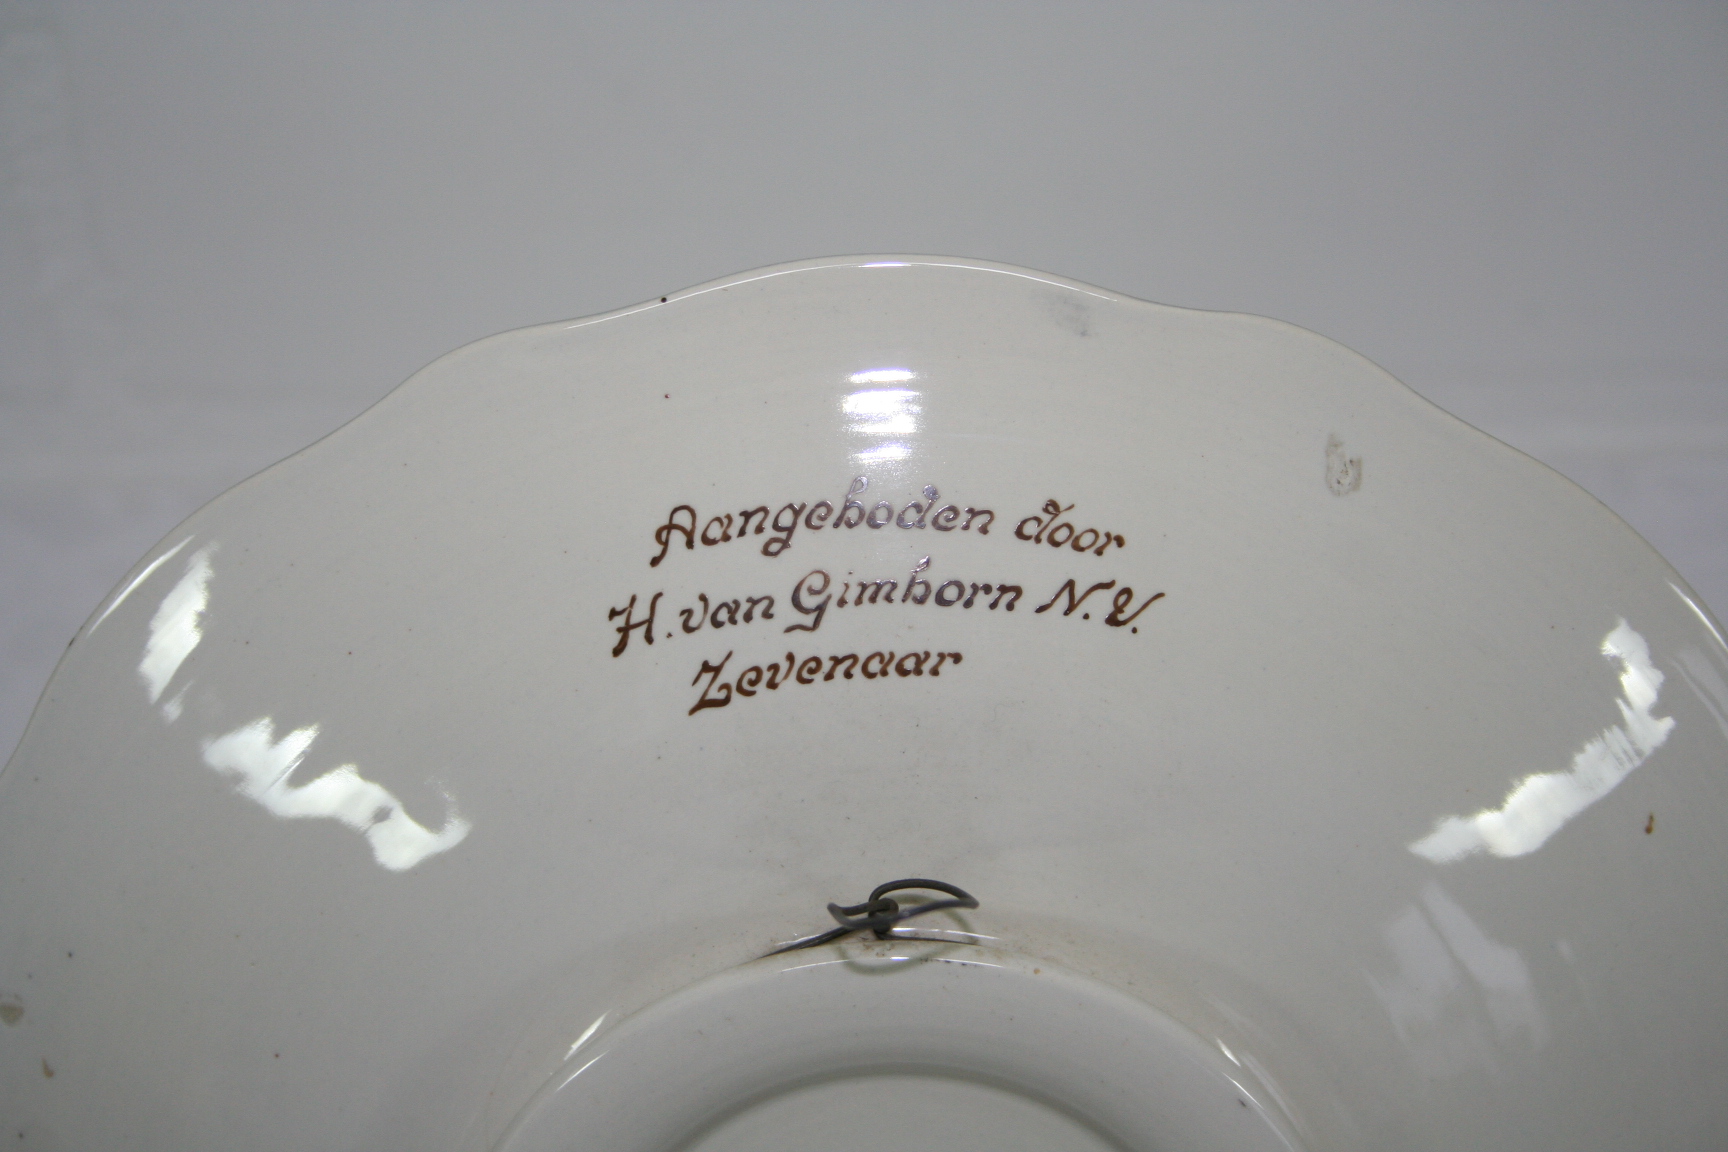 Aangeboden door
H. van Gimborn N.V.
Zevenaar